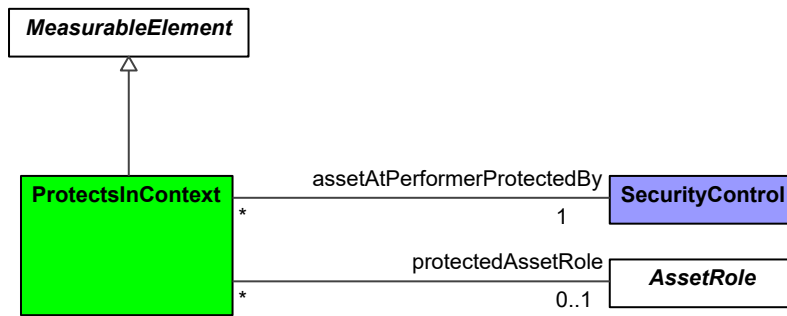 MeasurableElement
ProtectsInContext
assetAtPerformerProtectedBy
SecurityControl
*
1
protectedAssetRole
AssetRole
*
0..1